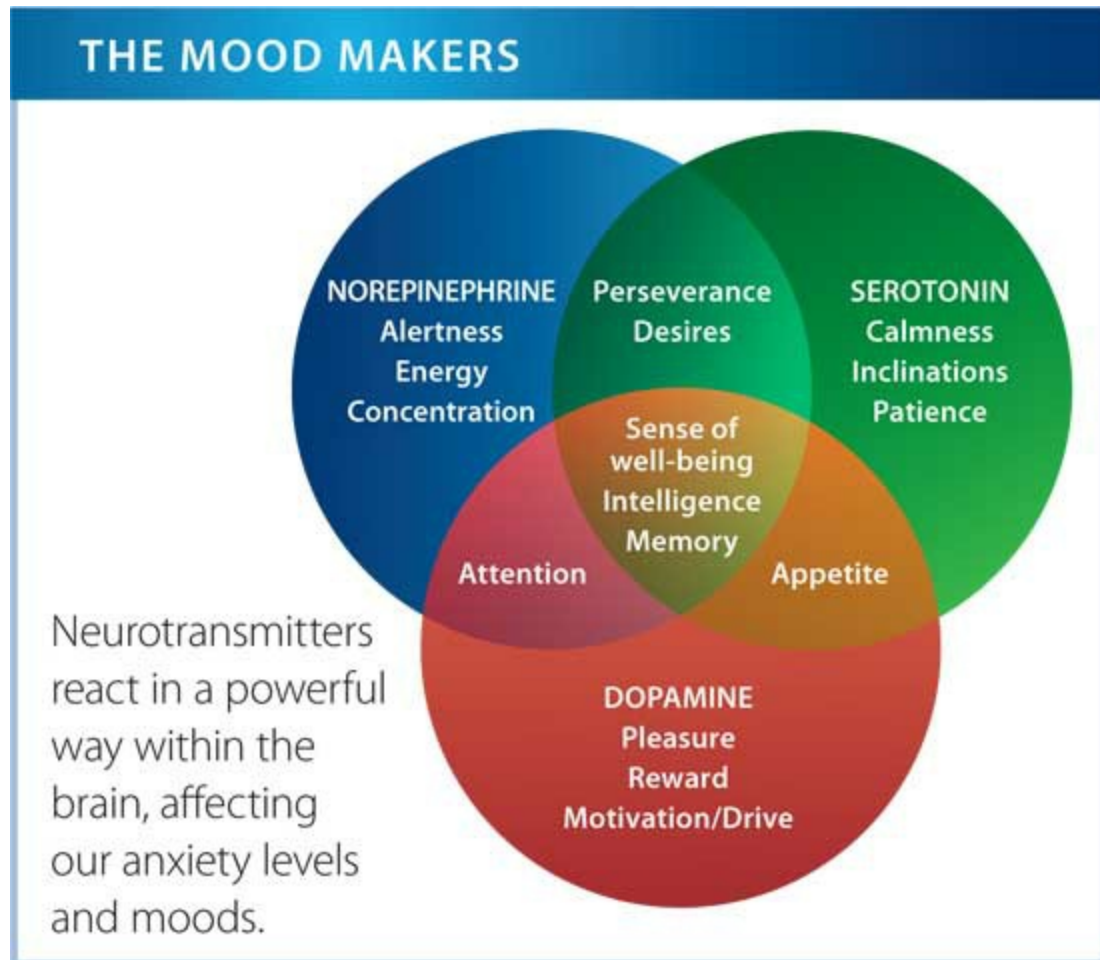 THE MOOD MAKERS
NOREPINEPHRINE
Alertness
Energy
Concentration
Perseverance
Desires
SEROTONIN
Calmness
Inclinations
Patience
Sense of
well-being
Intelligence
Memory
Attention
Appetite
DOPAMINE
Pleasure
Reward
Motivation/Drive
Neurotransmitters
react in a powerful
way within the
brain, affecting
our anxiety levels
and moods.